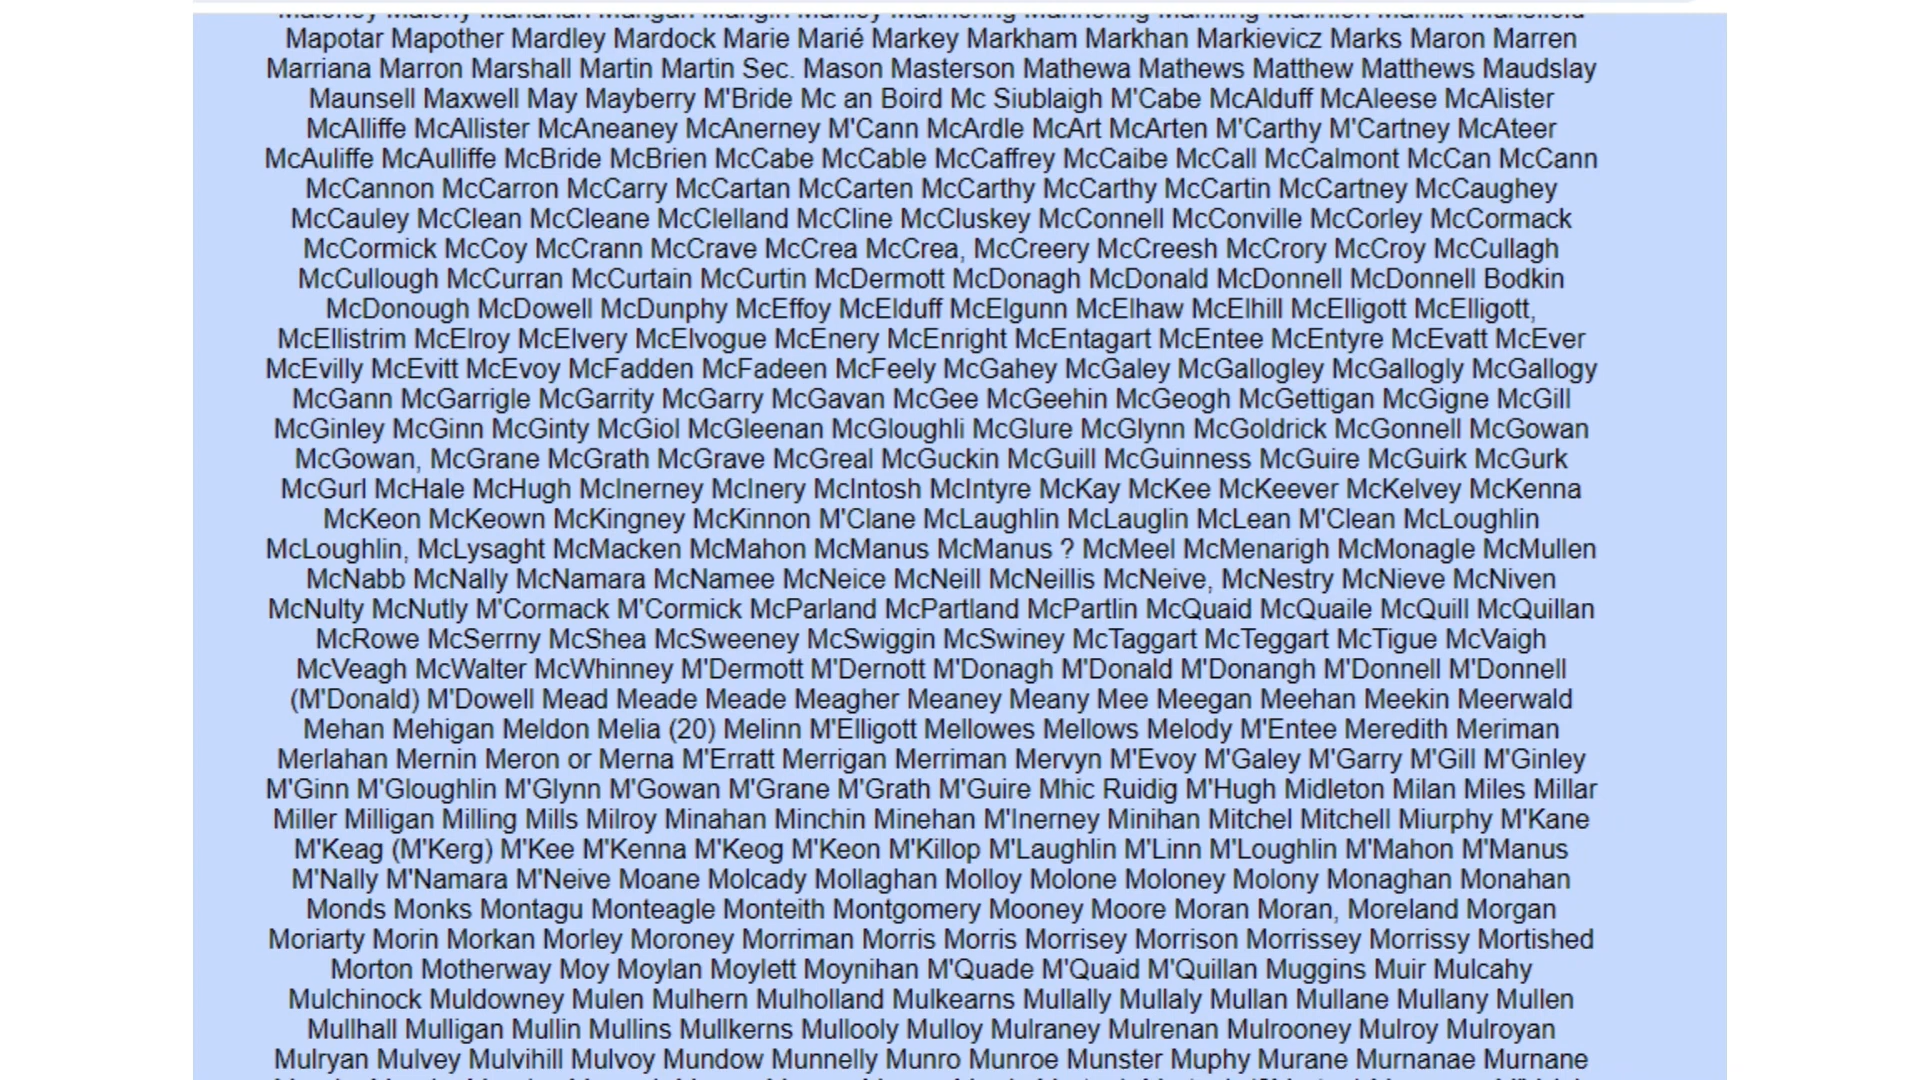 Mapotar Mapother Mardley Mardock Marie Marié Markey Markham Markhan Markievicz Marks Maron Marren
Marriana Marron Marshall Martin Martin Sec. Mason Masterson Mathewa Mathews Matthew Matthews Maudslay
Maunsell Maxwell May Mayberry M'Bride Mc an Boird Mc Siublaigh M'Cabe McAlduff McAleese McAlister
McAlliffe McAllister McAneaney McAnerney M'Cann McArdle McArt McArten M'Carthy M'Cartney McAteer
McAuliffe McAulliffe McBride McBrien McCabe McCable McCaffrey McCaibe McCall McCalmont McCan McCann
McCannon McCarron McCarry McCartan McCarten McCarthy McCarthy McCartin McCartney McCaughey
McCauley McClean McCleane McClelland McCline McCluskey McConnell McConville McCorley McCormack
McCormick McCoy McCrann McCrave McCrea McCrea, McCreery McCreesh McCrory McCroy McCullagh
McCullough McCurran McCurtain McCurtin McDermott McDonagh McDonald McDonnell McDonnell Bodkin
McDonough McDowell McDunphy McEffoy McElduff McElgunn McElhaw McElhill McElligott McElligott,
McEllistrim McElroy McElvery McElvogue McEnery McEnright McEntagart McEntee McEntyre McEvatt McEver
McEvilly McEvitt McEvoy McFadden McFadeen McFeely McGahey McGaley McGallogley McGallogly McGallogy
McGann McGarrigle McGarrity McGarry McGavan McGee McGeehin McGeogh McGettigan McGigne McGill
McGinley McGinn McGinty McGiol McGleenan McGloughli McGlure McGlynn McGoldrick McGonnell McGowan
McGowan, McGrane McGrath McGrave McGreal McGuckin McGuill McGuinness McGuire McGuirk McGurk
McGurl McHale McHugh McInerney McInery McIntosh McIntyre McKay McKee McKeever McKelvey McKenna
McKeon McKeown McKingney McKinnon M'Clane McLaughlin McLauglin McLean M'Clean McLoughlin
McLoughlin, McLysaght McMacken McMahon McManus McManus ? McMeel McMenarigh McMonagle McMullen
McNabb McNally McNamara McNamee McNeice McNeill McNeillis McNeive, McNestry McNieve McNiven
McNulty McNutly M'Cormack M'Cormick McParland McPartland McPartlin McQuaid McQuaile McQuill McQuillan
McRowe McSerrny McShea McSweeney McSwiggin McSwiney McTaggart McTeggart McTigue McVaigh
McVeagh McWalter McWhinney M'Dermott M'Dernott M'Donagh M'Donald M'Donangh M'Donnell M'Donnell
(M'Donald) M'Dowell Mead Meade Meade Meagher Meaney Meany Mee Meegan Meehan Meekin Meerwald
Mehan Mehigan Meldon Melia (20) Melinn M'Elligott Mellowes Mellows Melody M'Entee Meredith Meriman
Merlahan Mernin Meron or Merna M'Erratt Merrigan Merriman Mervyn M'Evoy M'Galey M'Garry M'Gill M'Ginley
M'Ginn M'Gloughlin M'Glynn M'Gowan M'Grane M'Grath M'Guire Mhic Ruidig M'Hugh Midleton Milan Miles Millar
Miller Milligan Milling Mills Milroy Minahan Minchin Minehan M'Inerney Minihan Mitchel Mitchell Miurphy M'Kane
M'Keag (M'Kerg) M'Kee M'Kenna M'Keog M'Keon M'Killop M'Laughlin M'Linn M'Loughlin M'Mahon M'Manus
M'Nally M'Namara M'Neive Moane Molcady Mollaghan Molloy Molone Moloney Molony Monaghan Monahan
Monds Monks Montagu Monteagle Monteith Montgomery Mooney Moore Moran Moran, Moreland Morgan
Moriarty Morin Morkan Morley Moroney Morriman Morris Morris Morrisey Morrison Morrissey Morrissy Mortished
Morton Motherway Moy Moylan Moylett Moynihan M'Quade M'Quaid M'Quillan Muggins Muir Mulcahy
Mulchinock Muldowney Mulen Mulhern Mulholland Mulkearns Mullally Mullaly Mullan Mullane Mullany Mullen
Mullhall Mulligan Mullin Mullins Mullkerns Mullooly Mulloy Mulraney Mulrenan Mulrooney Mulroy Mulroyan
Mulryan Mulvey Mulvihill Mulvoy Mundow Munnelly Munro Munroe Munster Muphy Murane Murnanae Murnane